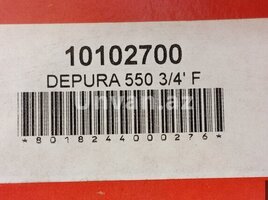 10102700
DEPURA 550 3/4' F
Unvan.az
*8018244000276*